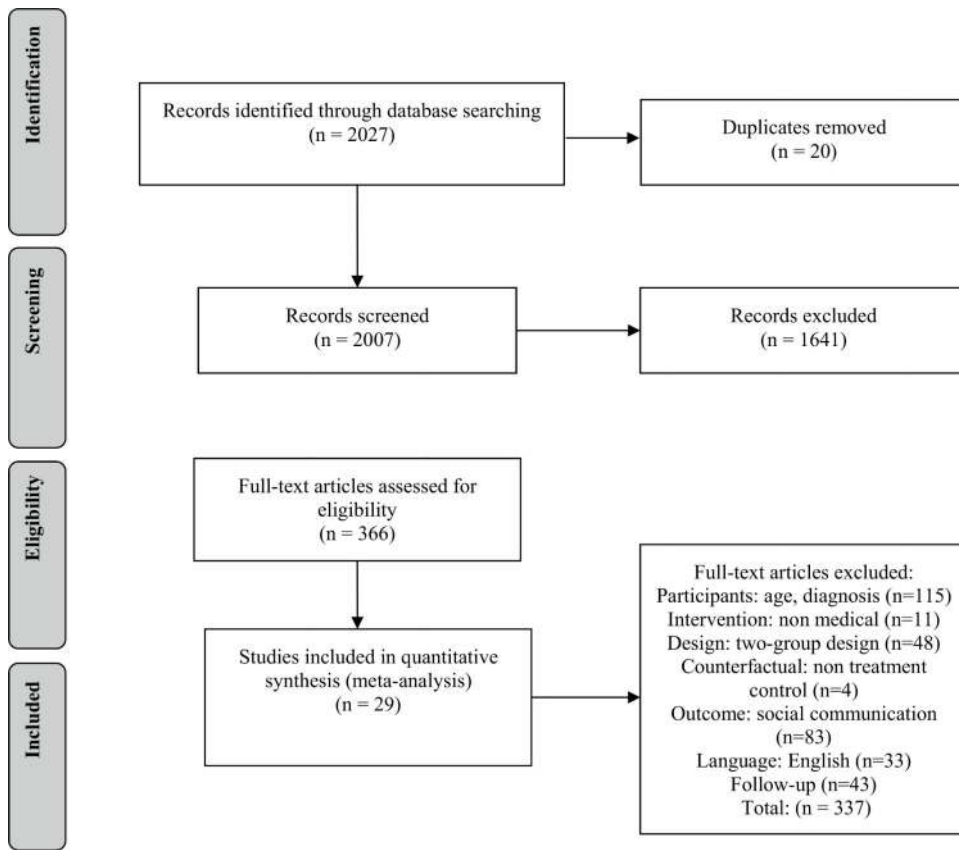 Identification
Records identified through database searching
(n = 2027)
Duplicates removed
(n = 20)
Screening
Records screened
(n = 2007)
Records excluded
(n = 1641)
Eligibility
Full-text articles assessed for
eligibility
(n = 366)
Full-text articles excluded:
Participants: age, diagnosis (n=115)
Intervention: non medical (n=11)
Design: two-group design (n=48)
Counterfactual: non treatment
control (n=4)
Outcome: social communication
(n=83)
Language: English (n=33)
Follow-up (n=43)
Total: (n = 337)
Included
Studies included in quantitative
synthesis (meta-analysis)
(n = 29)